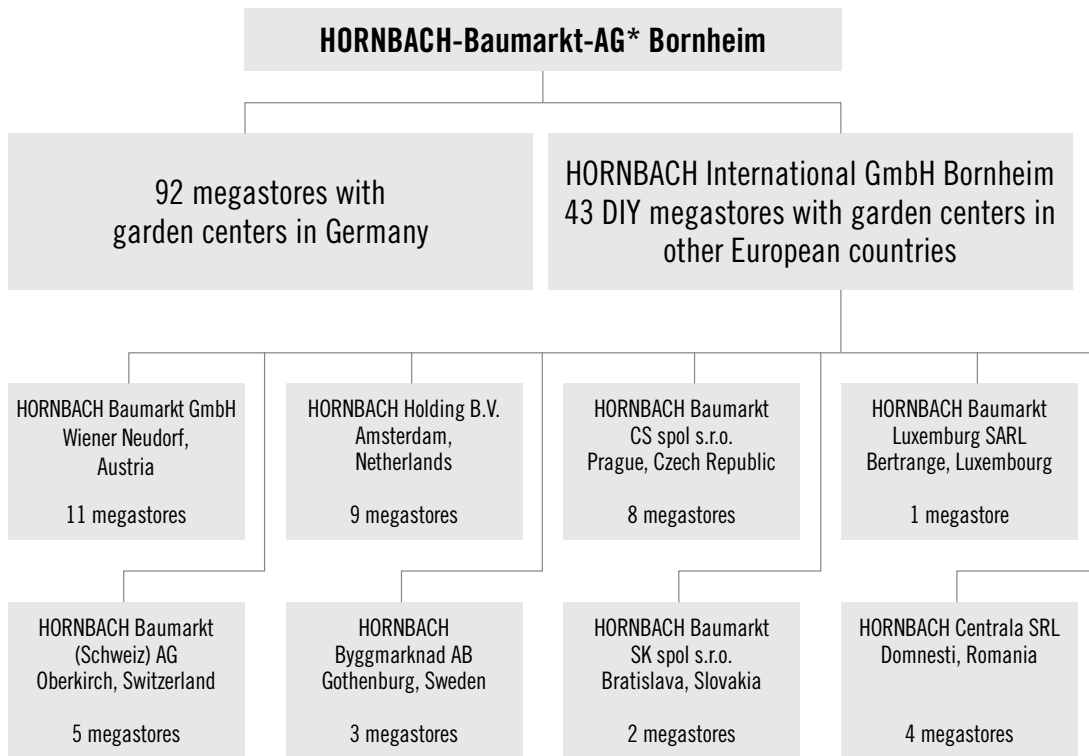 HORNBACH-Baumarkt-AG* Bornheim
92 megastores with
garden centers in Germany
HORNBACH International GmbH Bornheim
43 DIY megastores with garden centers in
other European countries
HORNBACH Baumarkt GmbH
Wiener Neudorf,
Austria
11 megastores
HORNBACH Holding B.V.
Amsterdam,
Netherlands
9 megastores
HORNBACH Baumarkt
CS spol s.r.o.
Prague, Czech Republic
8 megastores
HORNBACH Baumarkt
Luxemburg SARL
Bertrange, Luxembourg
1 megastore
HORNBACH Baumarkt
(Schweiz) AG
Oberkirch, Switzerland
5 megastores
HORNBACH
Byggmarknad AB
Gothenburg, Sweden
3 megastores
HORNBACH Baumarkt
SK spol s.r.o.
Bratislava, Slovakia
2 megastores
HORNBACH Centrala SRL
Domnesti, Romania
4 megastores